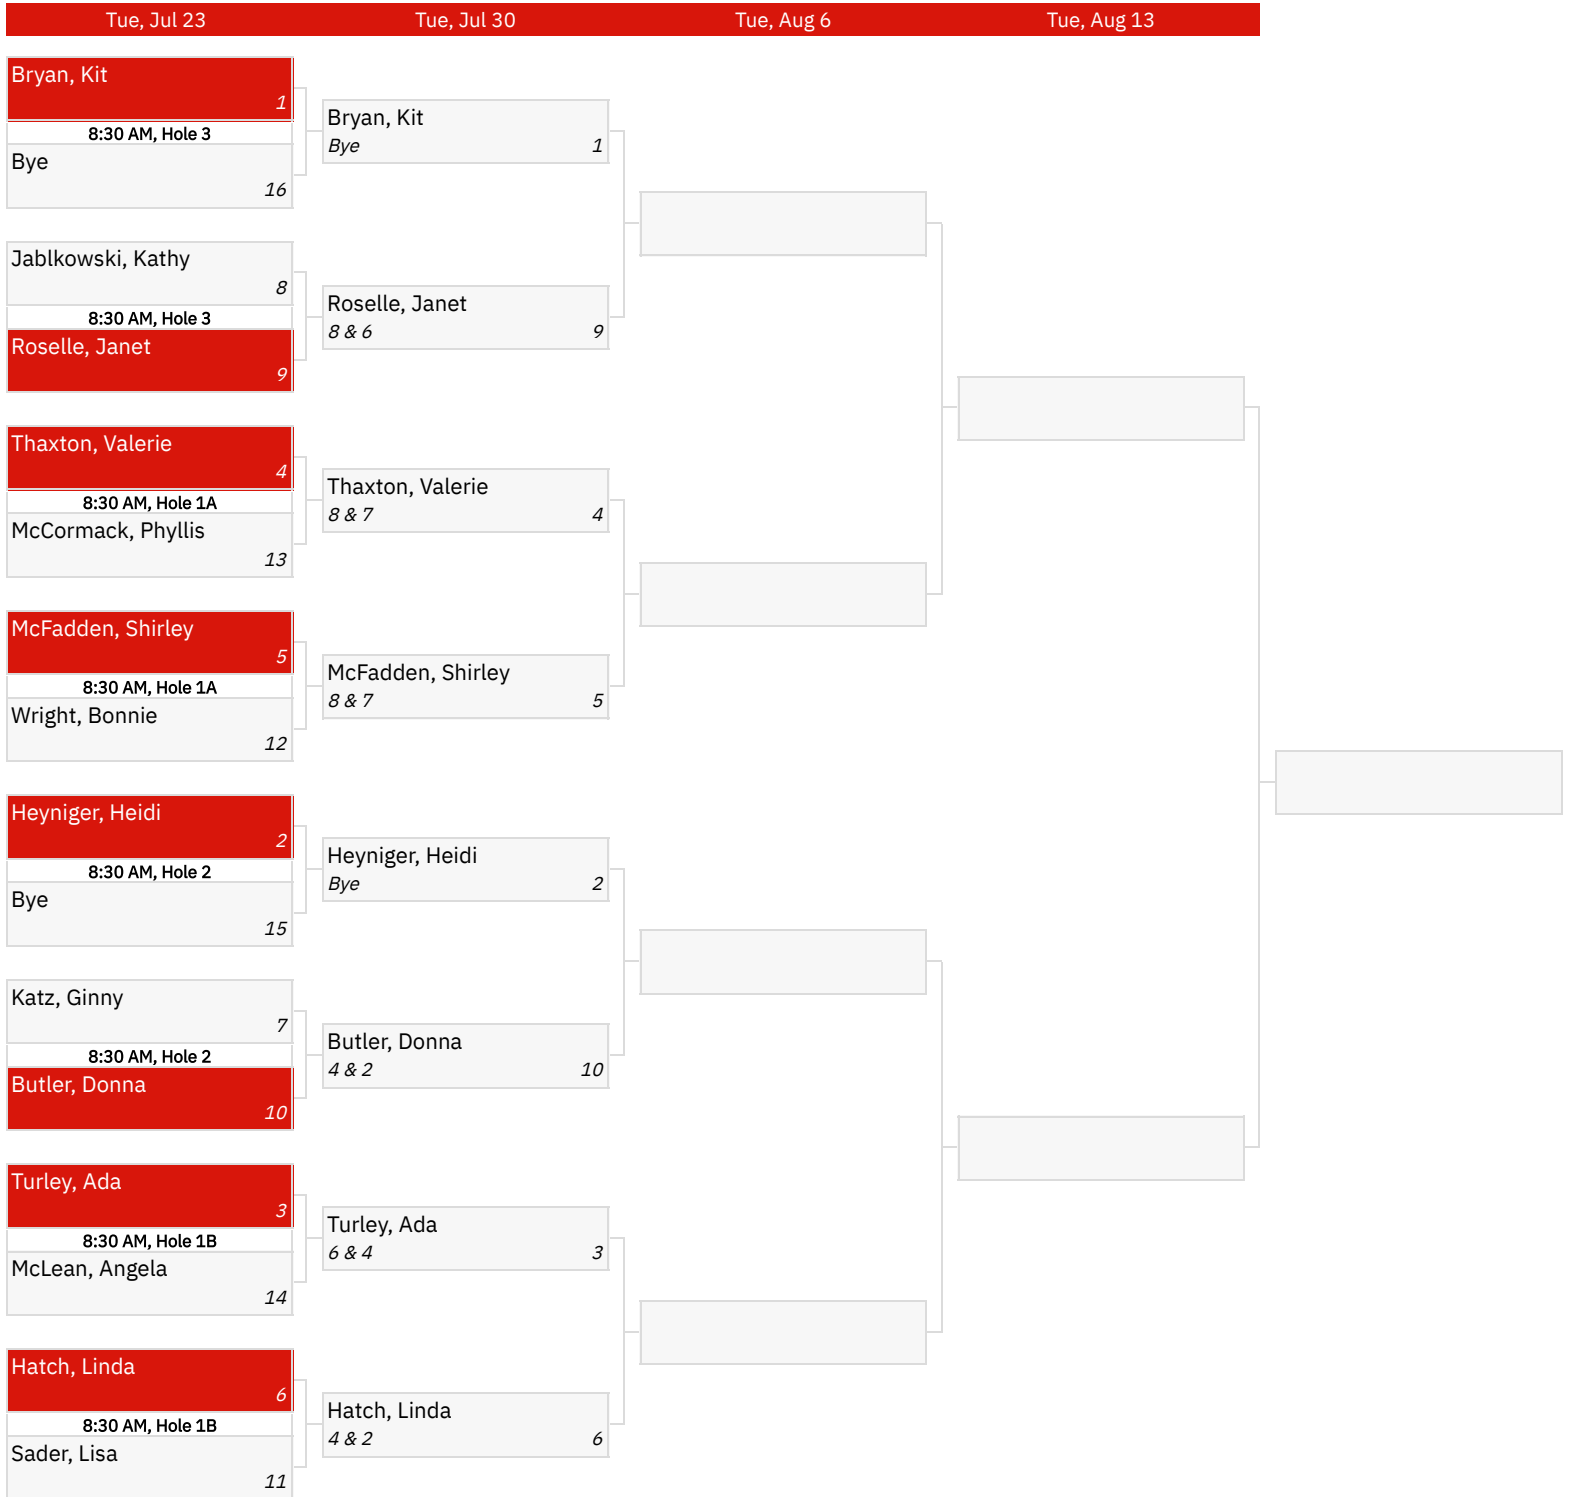 Tue, Jul 23
Tue, Jul 30
Tue, Aug 6
Tue, Aug 13
Bryan, Kit
1
8:30 AM, Hole 3
Bye
16
Jablkowski, Kathy
8
8:30 AM, Hole 3
Roselle, Janet
9
Thaxton, Valerie
4
8:30 AM, Hole 1A
McCormack, Phyllis
13
McFadden, Shirley
5
8:30 AM, Hole 1A
Wright, Bonnie
12
Heyniger, Heidi
2
8:30 AM, Hole 2
Bye
15
Katz, Ginny
7
8:30 AM, Hole 2
Butler, Donna
10
Turley, Ada
3
8:30 AM, Hole 1B
McLean, Angela
14
Hatch, Linda
6
8:30 AM, Hole 1B
Sader, Lisa
11
Bryan, Kit
Bye 1
Roselle, Janet
8 & 6 9
Thaxton, Valerie
8 & 7 4
McFadden, Shirley
8 & 7 5
Heyniger, Heidi
Bye 2
Butler, Donna
4 & 2 10
Turley, Ada
6 & 4 3
Hatch, Linda
4 & 2 6